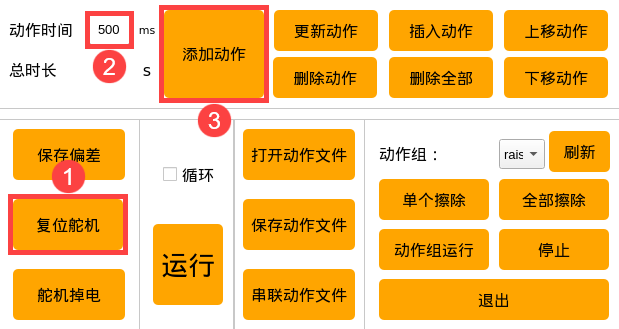 动作时间 500 ms 添加动作 更新动作 插入动作 上移动作
2
总时长 s 删除动作 删除全部 下移动作
3
保存偏差 循环 打开动作文件 动作组： rais 刷新
1
复位舵机 运行 保存动作文件 单个擦除 全部擦除
动作组运行 停止
舵机掉电 串联动作文件 退出